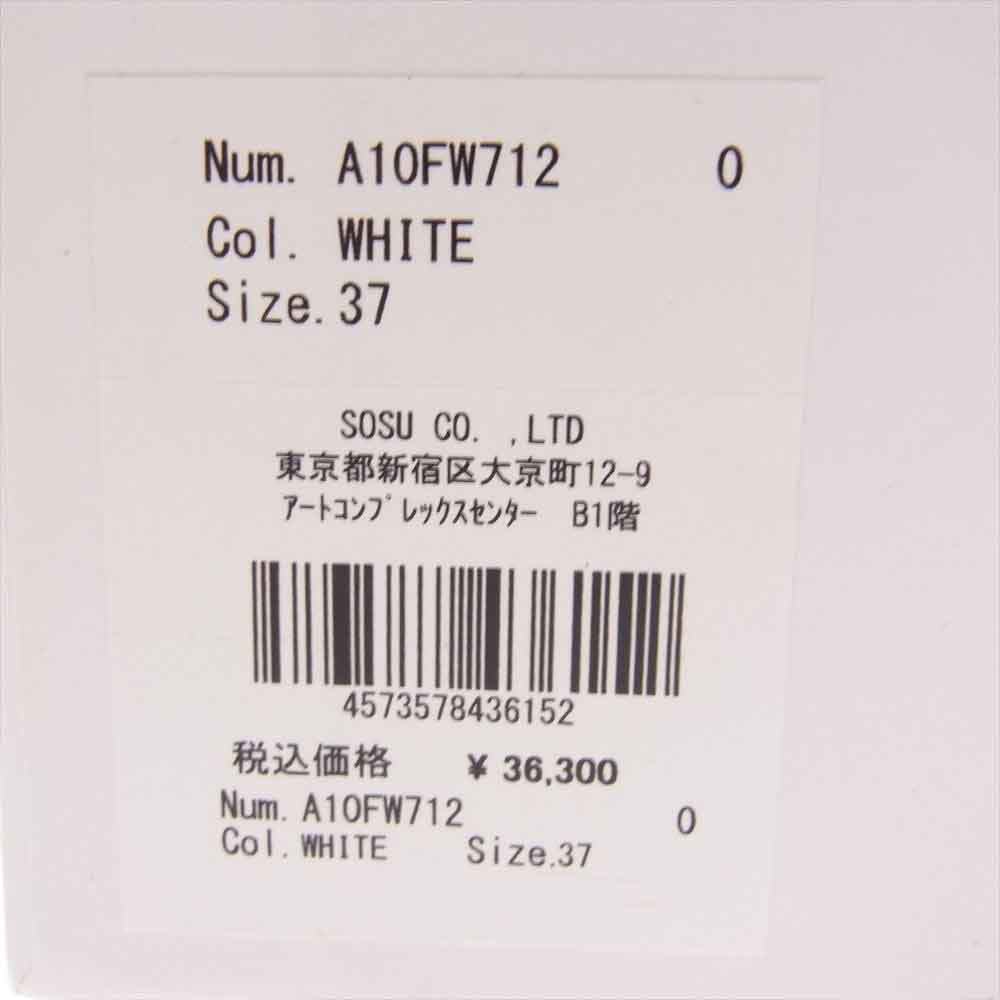 Num. A10FW712 0
Col. WHITE
Size.37
SOSU CO. ,LTD
東京都新宿区大京町12-9
ｱｰﾄｺﾝﾌﾟﾚｯｸｽｾﾝﾀｰ B1階
4573578436152
税込価格 ¥ 36,300
Num. A10FW712 0
Col. WHITE Size.37